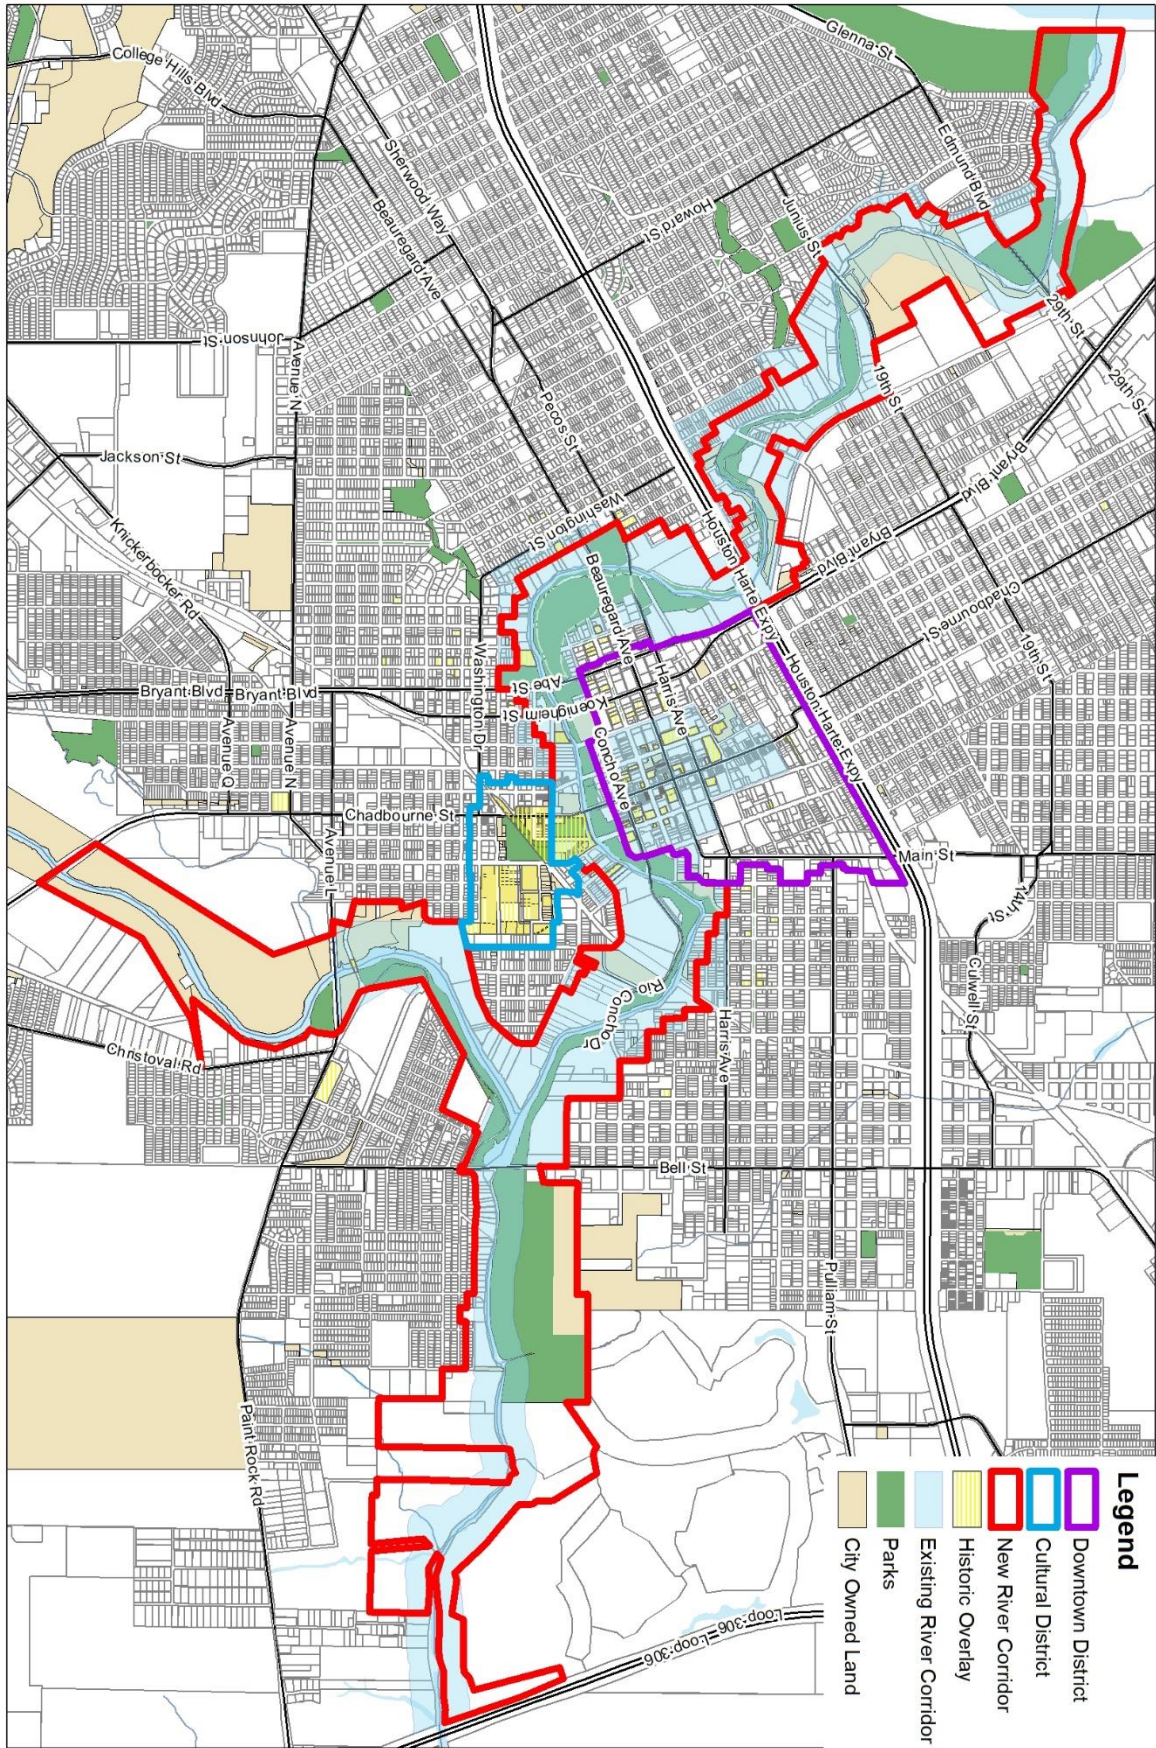 Glenna St
College Hills Blvd
Edmund Blvd
Sherwood Way
Howard St
Junius St
Beauregard Ave
29th St
29th St
Johnson St
Avenue N
19th St
Bryant Blvd
Pecos St
Jackson St
Washington St
Houston Harte Expy
Bryant Blvd
Chadbourne St
Knickerbocker Rd
Beauregard Ave
19th St
Houston Harte Expy
Harris Ave
Washington Dr
Abe St
Koenigheim St
Bryant Blvd
Bryant Blvd
Avenue Q
Avenue N
Concho Ave
Chadbourne St
Main St
Avenue L
14th St
Culwell St
Rio Concho Dr
Harris Ave
Christoval Rd
Bell St
Pulliam St
Paint Rock Rd
Loop 306
Loop 306
Legend
Downtown District
Cultural District
New River Corridor
Historic Overlay
Existing River Corridor
Parks
City Owned Land